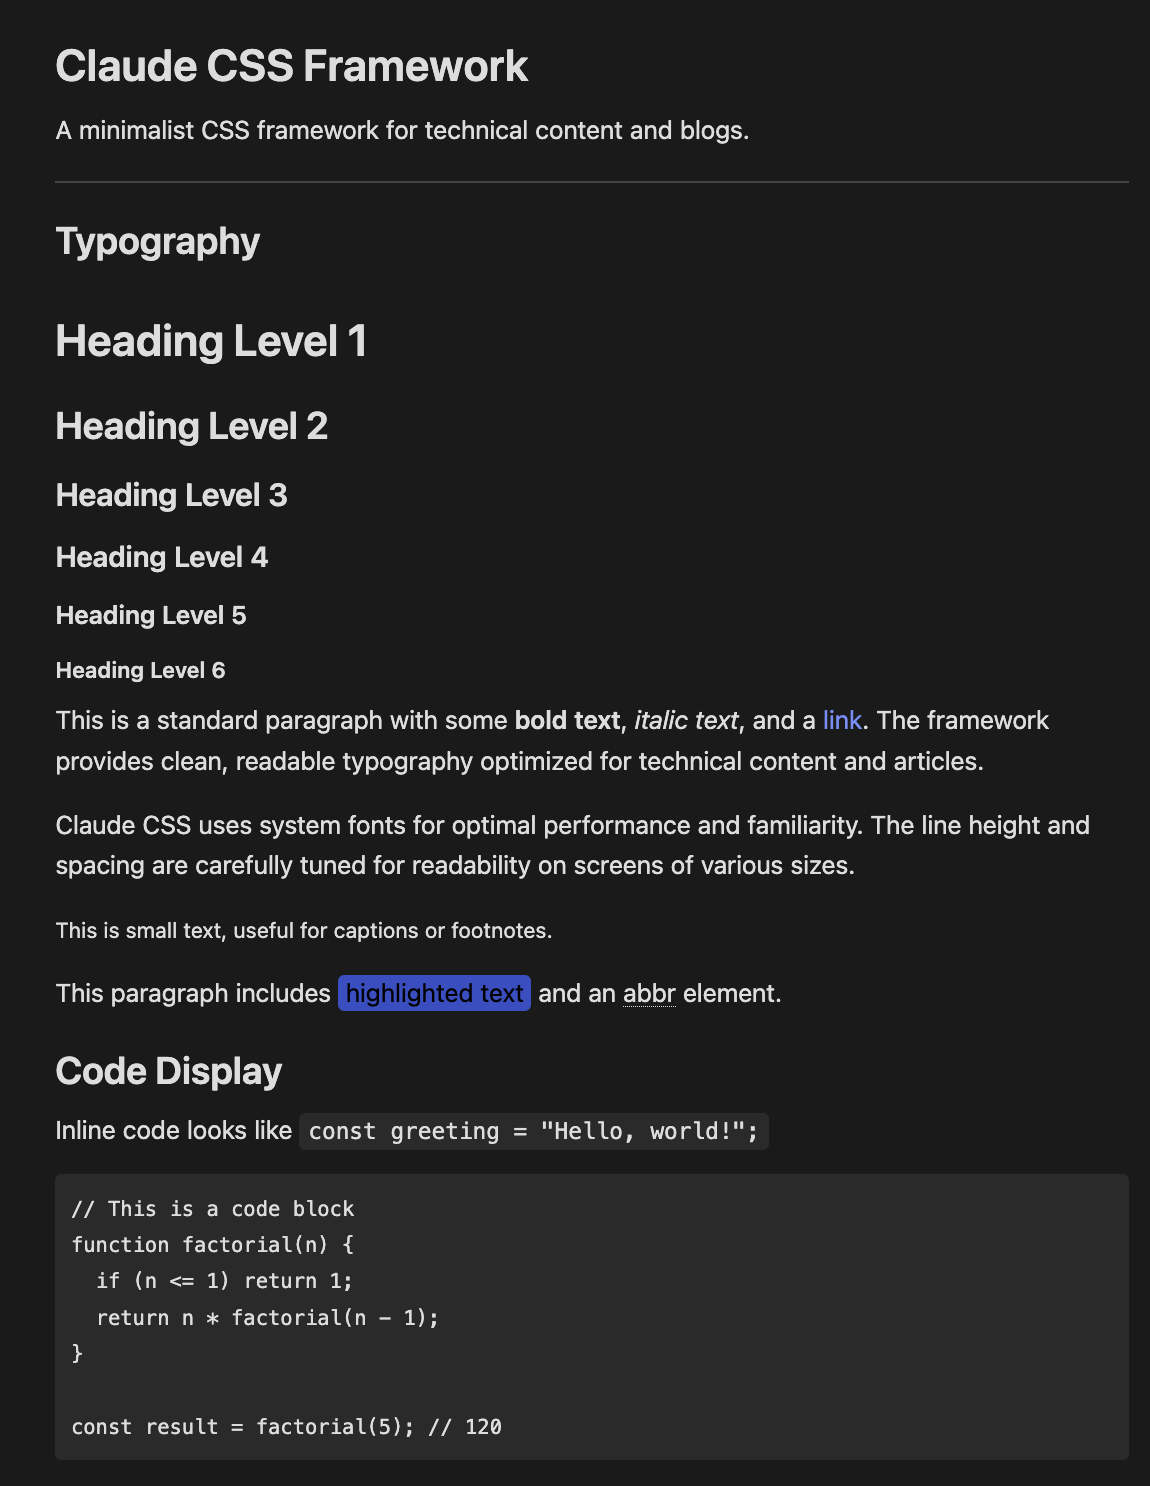 Claude CSS Framework
A minimalist CSS framework for technical content and blogs.
Typography
Heading Level 1
Heading Level 2
Heading Level 3
Heading Level 4
Heading Level 5
Heading Level 6
This is a standard paragraph with some bold text, italic text, and a link. The framework
provides clean, readable typography optimized for technical content and articles.
Claude CSS uses system fonts for optimal performance and familiarity. The line height and
spacing are carefully tuned for readability on screens of various sizes.
This is small text, useful for captions or footnotes.
This paragraph includes highlighted text and an abbr element.
Code Display
Inline code looks like const greeting = "Hello, world!";
// This is a code block
function factorial(n) {
  if (n <= 1) return 1;
  return n * factorial(n - 1);
}
const result = factorial(5); // 120